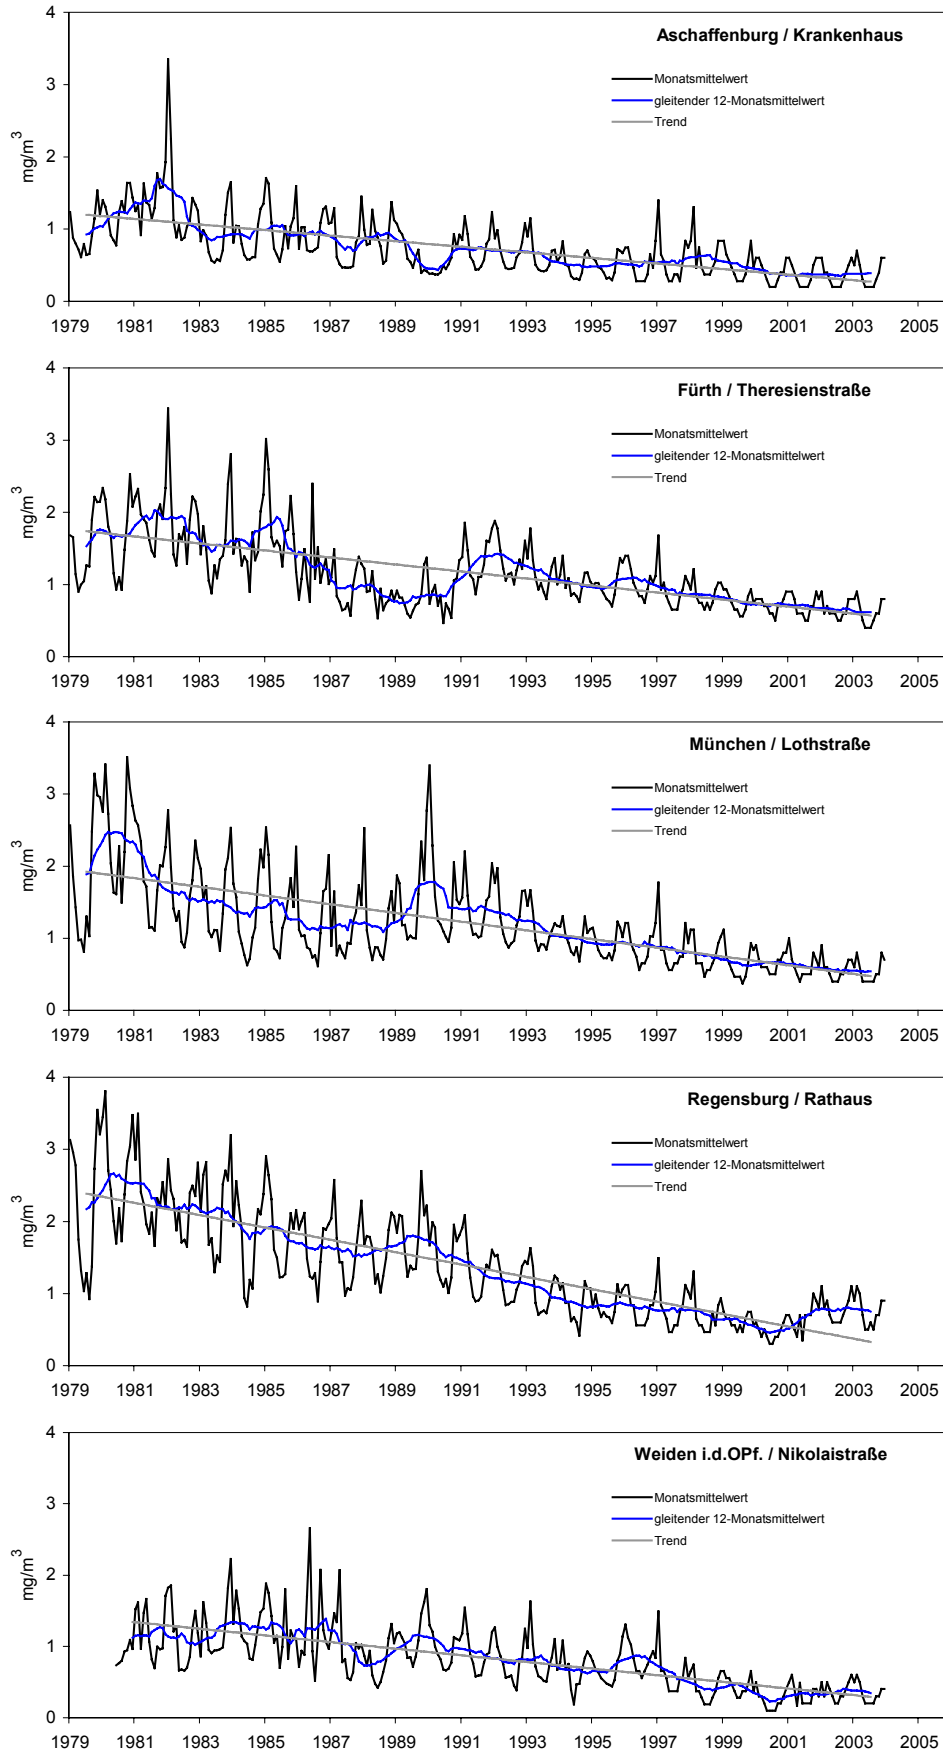 Aschaffenburg / Krankenhaus
Monatsmittelwert
gleitender 12-Monatsmittelwert
Trend
mg/m³
4
3
2
1
0
1979 1981 1983 1985 1987 1989 1991 1993 1995 1997 1999 2001 2003 2005
Fürth / Theresienstraße
Monatsmittelwert
gleitender 12-Monatsmittelwert
Trend
mg/m³
4
3
2
1
0
1979 1981 1983 1985 1987 1989 1991 1993 1995 1997 1999 2001 2003 2005
München / Lothstraße
Monatsmittelwert
gleitender 12-Monatsmittelwert
Trend
mg/m³
4
3
2
1
0
1979 1981 1983 1985 1987 1989 1991 1993 1995 1997 1999 2001 2003 2005
Regensburg / Rathaus
Monatsmittelwert
gleitender 12-Monatsmittelwert
Trend
mg/m³
4
3
2
1
0
1979 1981 1983 1985 1987 1989 1991 1993 1995 1997 1999 2001 2003 2005
Weiden i.d.OPf. / Nikolaistraße
Monatsmittelwert
gleitender 12-Monatsmittelwert
Trend
mg/m³
4
3
2
1
0
1979 1981 1983 1985 1987 1989 1991 1993 1995 1997 1999 2001 2003 2005